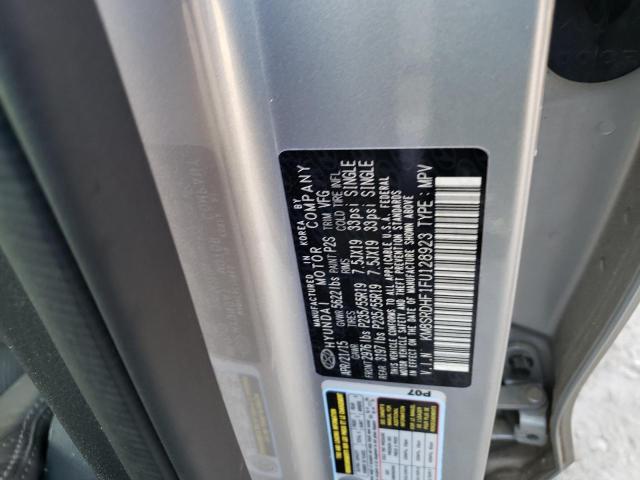 MANUFACTURED IN KOREA BY
HYUNDAI MOTOR COMPANY
APR/21/15 GVWR 5622lbs PAINT P2S TRIM VFG
GAWR RIMS COLD TIRE INFL.
FRONT 2976 lbs P235/55R19 7.5JX19 33psi SINGLE
REAR 3197 lbs P235/55R19 7.5JX19 33psi SINGLE
THIS VEHICLE CONFORMS TO ALL APPLICABLE U.S.A. FEDERAL
MOTOR VEHICLE SAFETY AND THEFT PREVENTION STANDARDS
IN EFFECT ON THE DATE OF MANUFACTURE SHOWN ABOVE.
V.I.N KM8SRDHF1FU128923 TYPE: MPV
P07